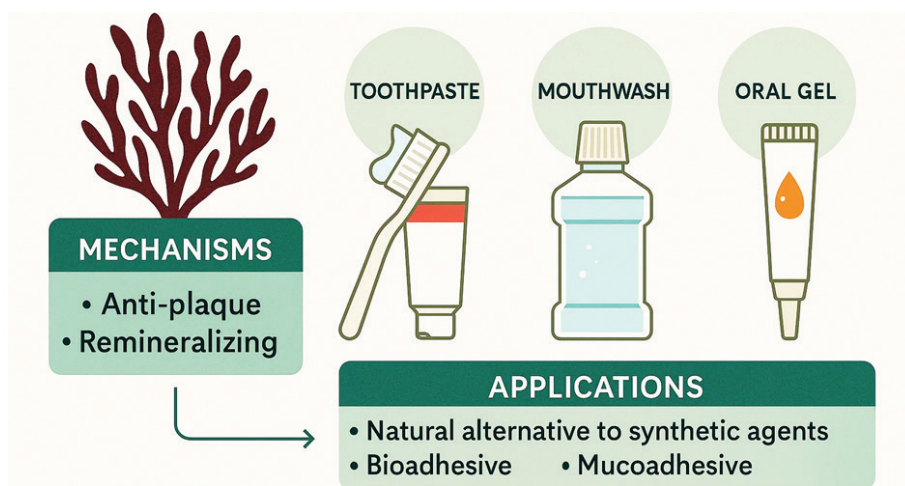 TOOTHPASTE
MOUTHWASH
ORAL GEL
MECHANISMS
• Anti-plaque
• Remineralizing
APPLICATIONS
• Natural alternative to synthetic agents
• Bioadhesive • Mucoadhesive